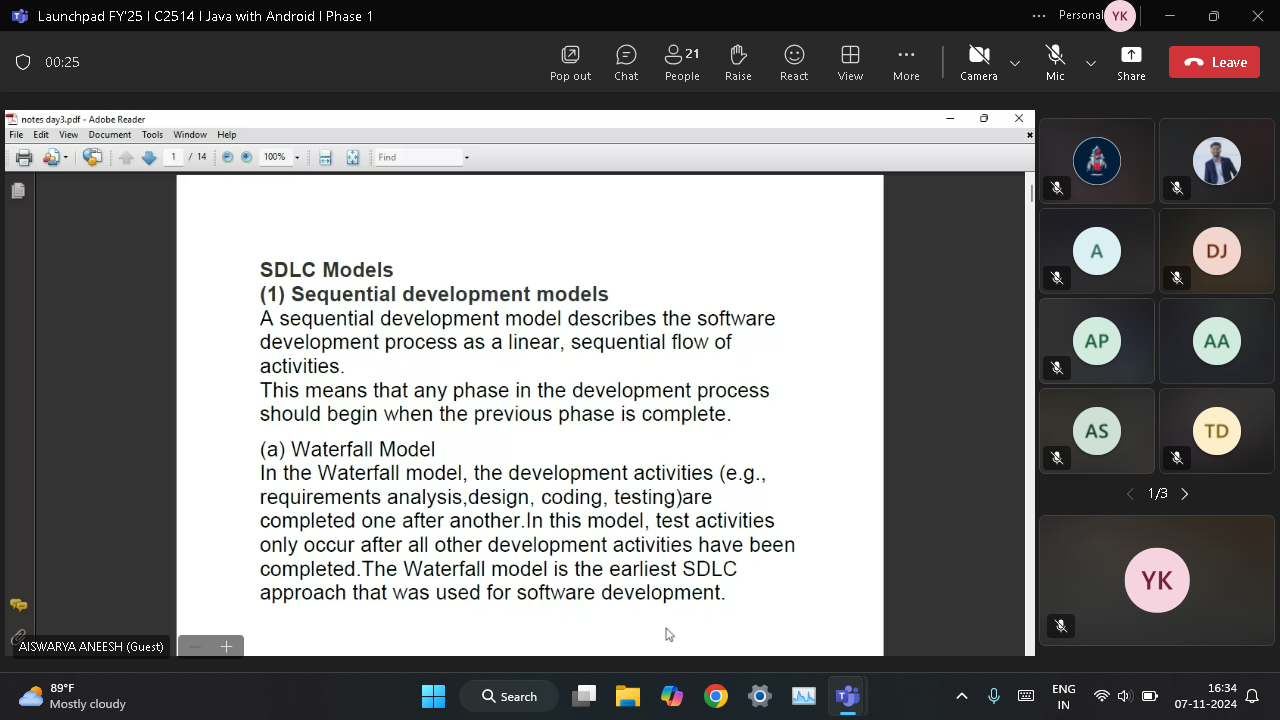 Launchpad FY'25 | C2514 | Java with Android | Phase 1
Personal
YK
00:25
Pop out
Chat
21
People
Raise
React
View
More
Camera
Mic
Share
Leave
notes day3.pdf - Adobe Reader
File Edit View Document Tools Window Help
1 / 14
100%
Find
SDLC Models
(1) Sequential development models
A sequential development model describes the software
development process as a linear, sequential flow of
activities.
This means that any phase in the development process
should begin when the previous phase is complete.
(a) Waterfall Model
In the Waterfall model, the development activities (e.g.,
requirements analysis,design, coding, testing)are
completed one after another.In this model, test activities
only occur after all other development activities have been
completed.The Waterfall model is the earliest SDLC
approach that was used for software development.
AISWARYA ANEESH (Guest)
A
DJ
AP
AA
AS
TD
1/3
YK
89°F
Mostly cloudy
Search
ENG
IN
16:34
07-11-2024